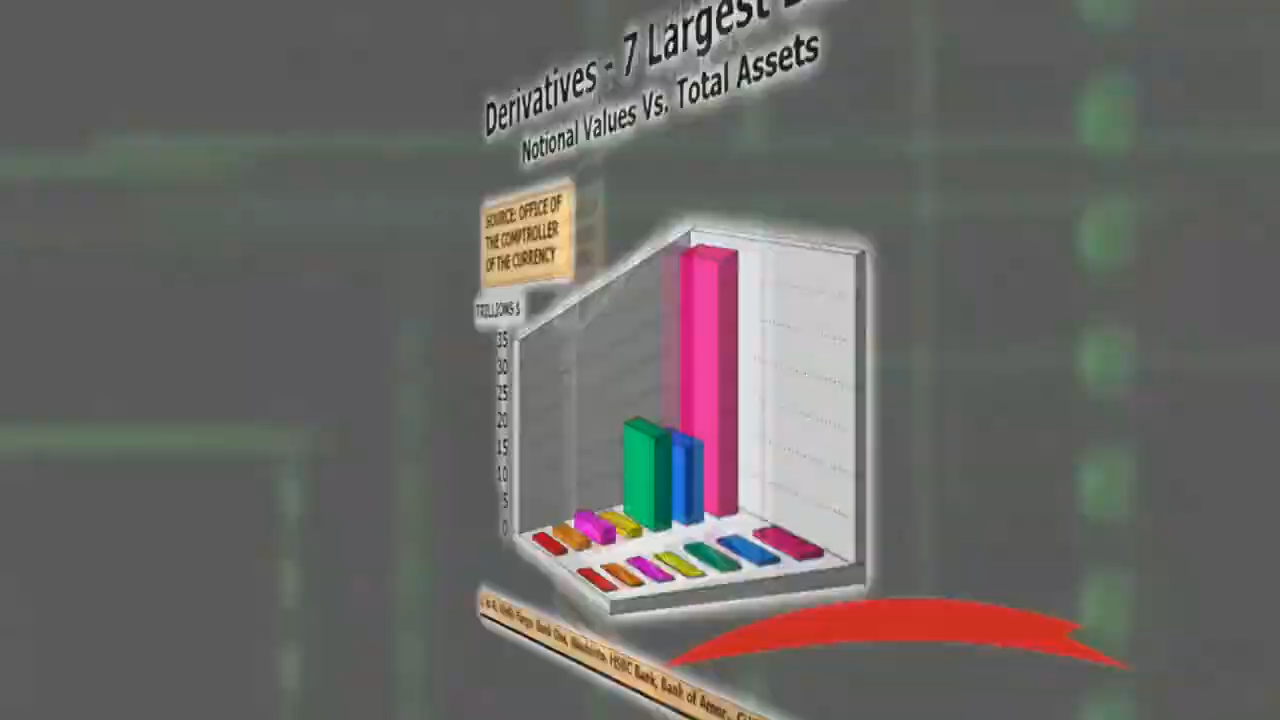 Derivatives - 7 Largest
Notional Values Vs. Total Assets
SOURCE: OFFICE OF
THE COMPTROLLER
OF THE CURRENCY
TRILLIONS $
35
30
25
20
15
10
5
0
Wells Fargo, Bank One, Wachovia, HSBC Bank, Bank of Amer.,